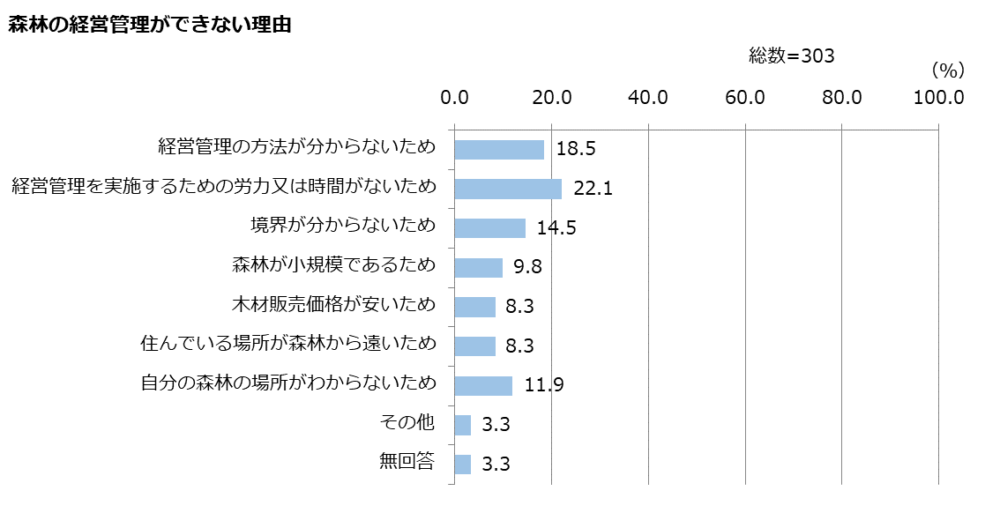 森林の経営管理ができない理由
総数=303
（%）
0.0 20.0 40.0 60.0 80.0 100.0
経営管理の方法が分からないため 18.5
経営管理を実施するための労力又は時間がないため 22.1
境界が分からないため 14.5
森林が小規模であるため 9.8
木材販売価格が安いため 8.3
住んでいる場所が森林から遠いため 8.3
自分の森林の場所がわからないため 11.9
その他 3.3
無回答 3.3